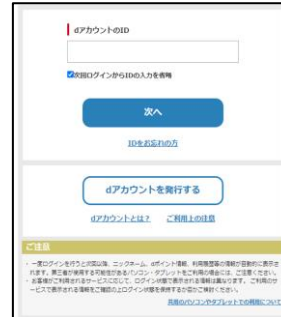 dアカウントのID
次回ログインからIDの入力を省略
次へ
IDをお忘れの方
dアカウントを発行する
dアカウントとは？ ご利用上の注意
ご注意
・ 一度ログインを行うと次回以降、ニックネーム、dポイント情報、利用履歴等の情報が自動的に表示さ
れます。第三者が使用する可能性があるパソコン・タブレットをご利用の場合には、ご注意ください。
・ お客様がご利用されるサービスに応じて、ログイン状態で表示される情報は異なります。ご利用のサ
ービスで表示される情報をご確認の上ログイン状態を保持するか否かご検討ください。
共用のパソコンやタブレットでの利用について